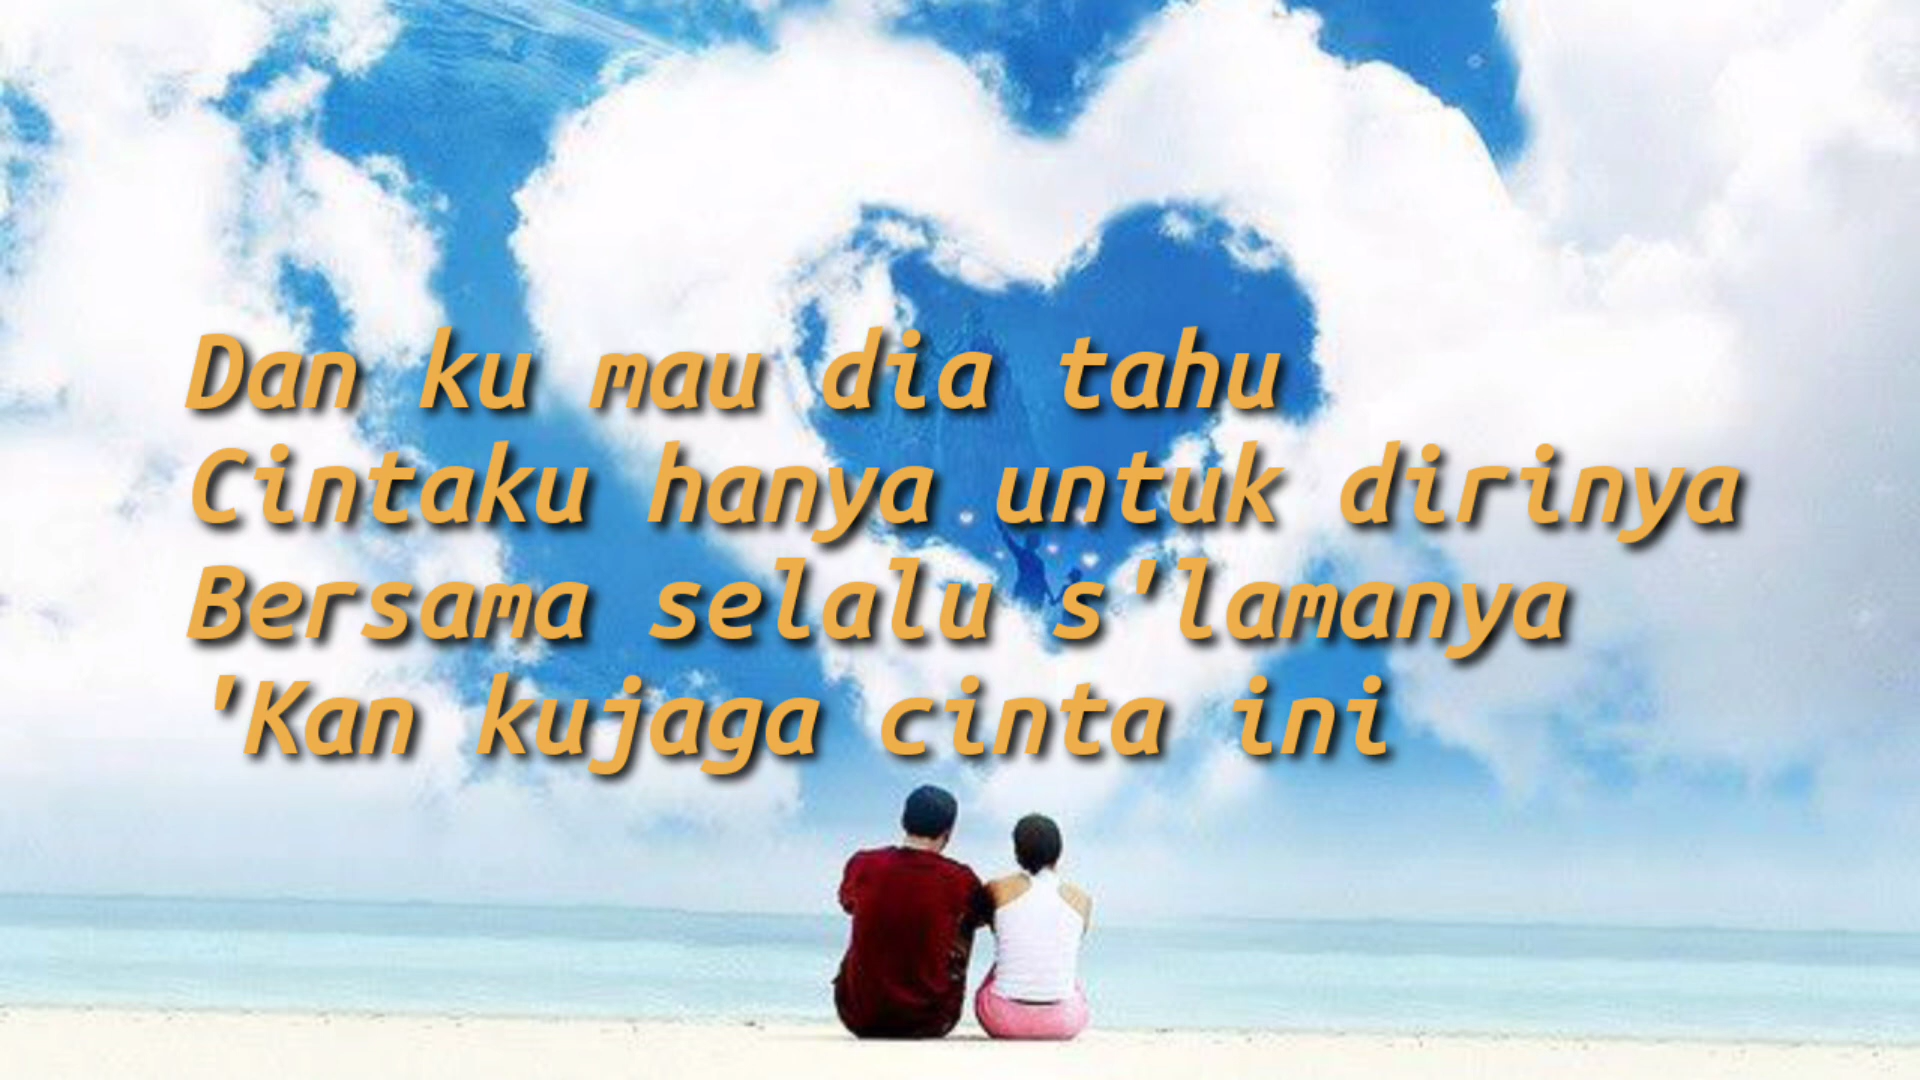 Dan ku mau dia tahu
Cintaku hanya untuk dirinya
Bersama selalu s'lamanya
'Kan kujaga cinta ini